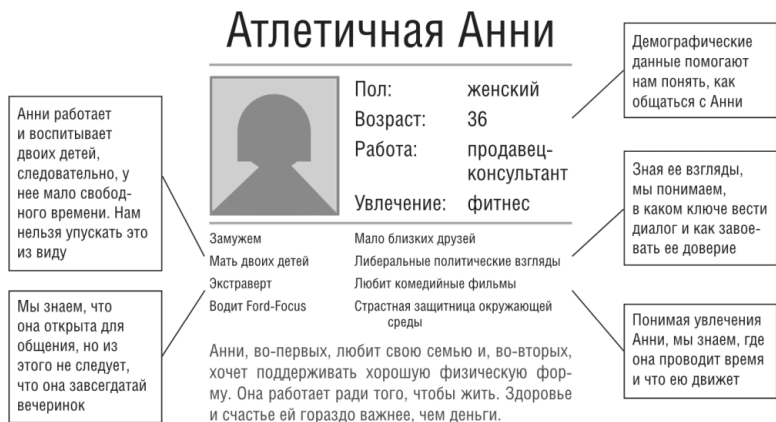 Атлетичная Анни
Пол: женский
Возраст: 36
Работа: продавец-
консультант
Увлечение: фитнес
Замужем
Мать двоих детей
Экстраверт
Водит Ford-Focus
Мало близких друзей
Либеральные политические взгляды
Любит комедийные фильмы
Страстная защитница окружающей
среды
Анни, во-первых, любит свою семью и, во-вторых,
хочет поддерживать хорошую физическую фор-
му. Она работает ради того, чтобы жить. Здоровье
и счастье ей гораздо важнее, чем деньги.
Анни работает
и воспитывает
двоих детей,
следовательно, у
нее мало свобод-
ного времени. Нам
нельзя упускать это
из виду
Мы знаем, что
она открыта для
общения, но из
этого не следует,
что она завсегдатай
вечеринок
Демографические
данные помогают
нам понять, как
общаться с Анни
Зная ее взгляды,
мы понимаем,
в каком ключе вести
диалог и как завое-
вать ее доверие
Понимая увлечения
Анни, мы знаем, где
она проводит время
и что ею движет